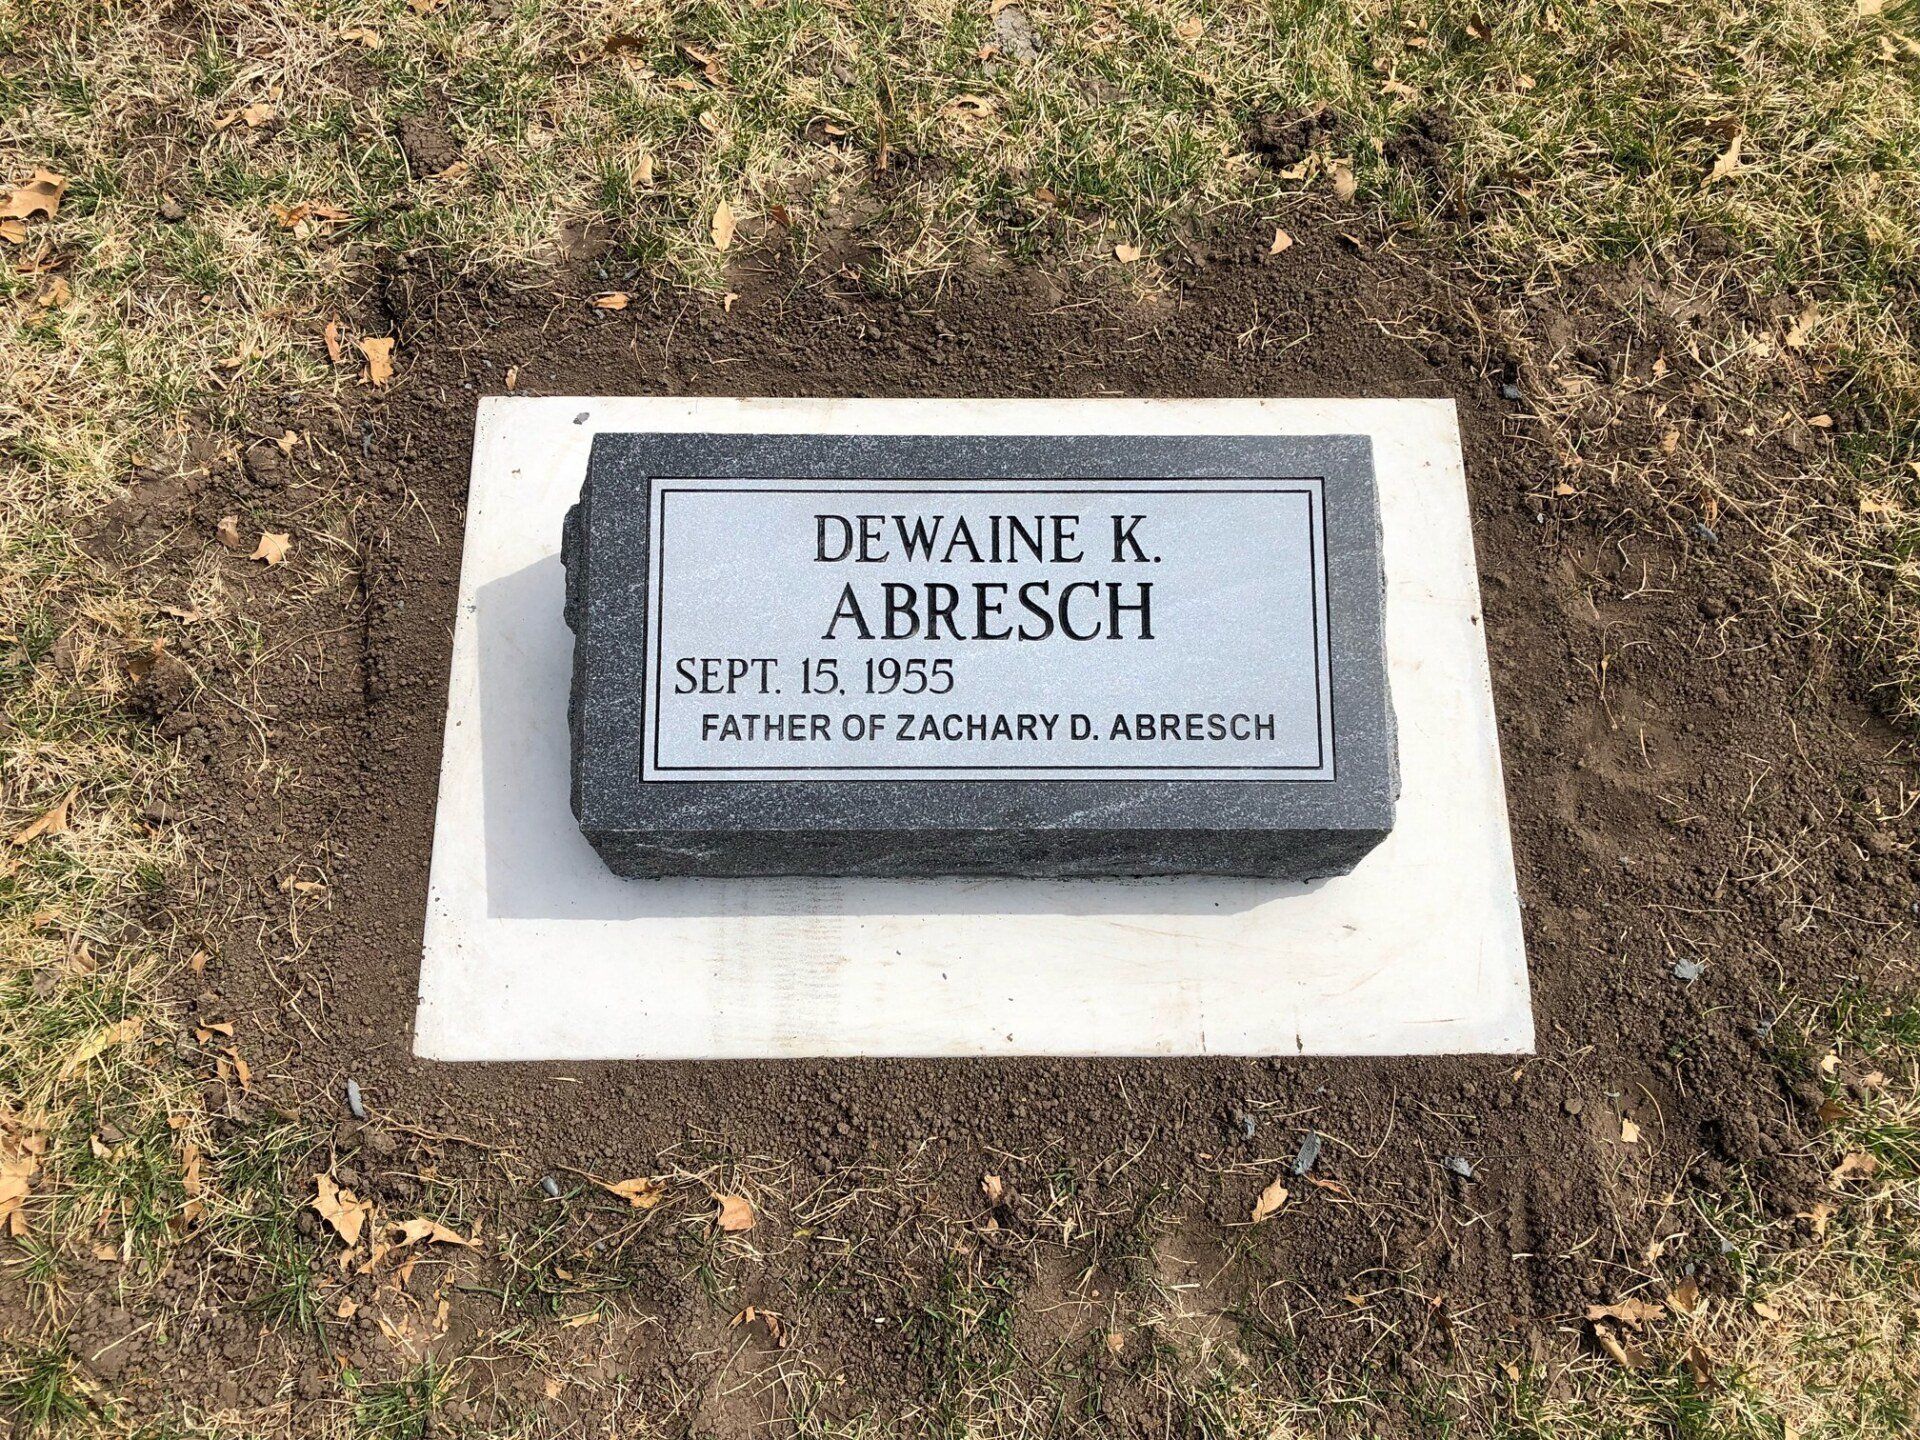 DEWAINE K.
ABRESCH
SEPT. 15, 1955
FATHER OF ZACHARY D. ABRESCH